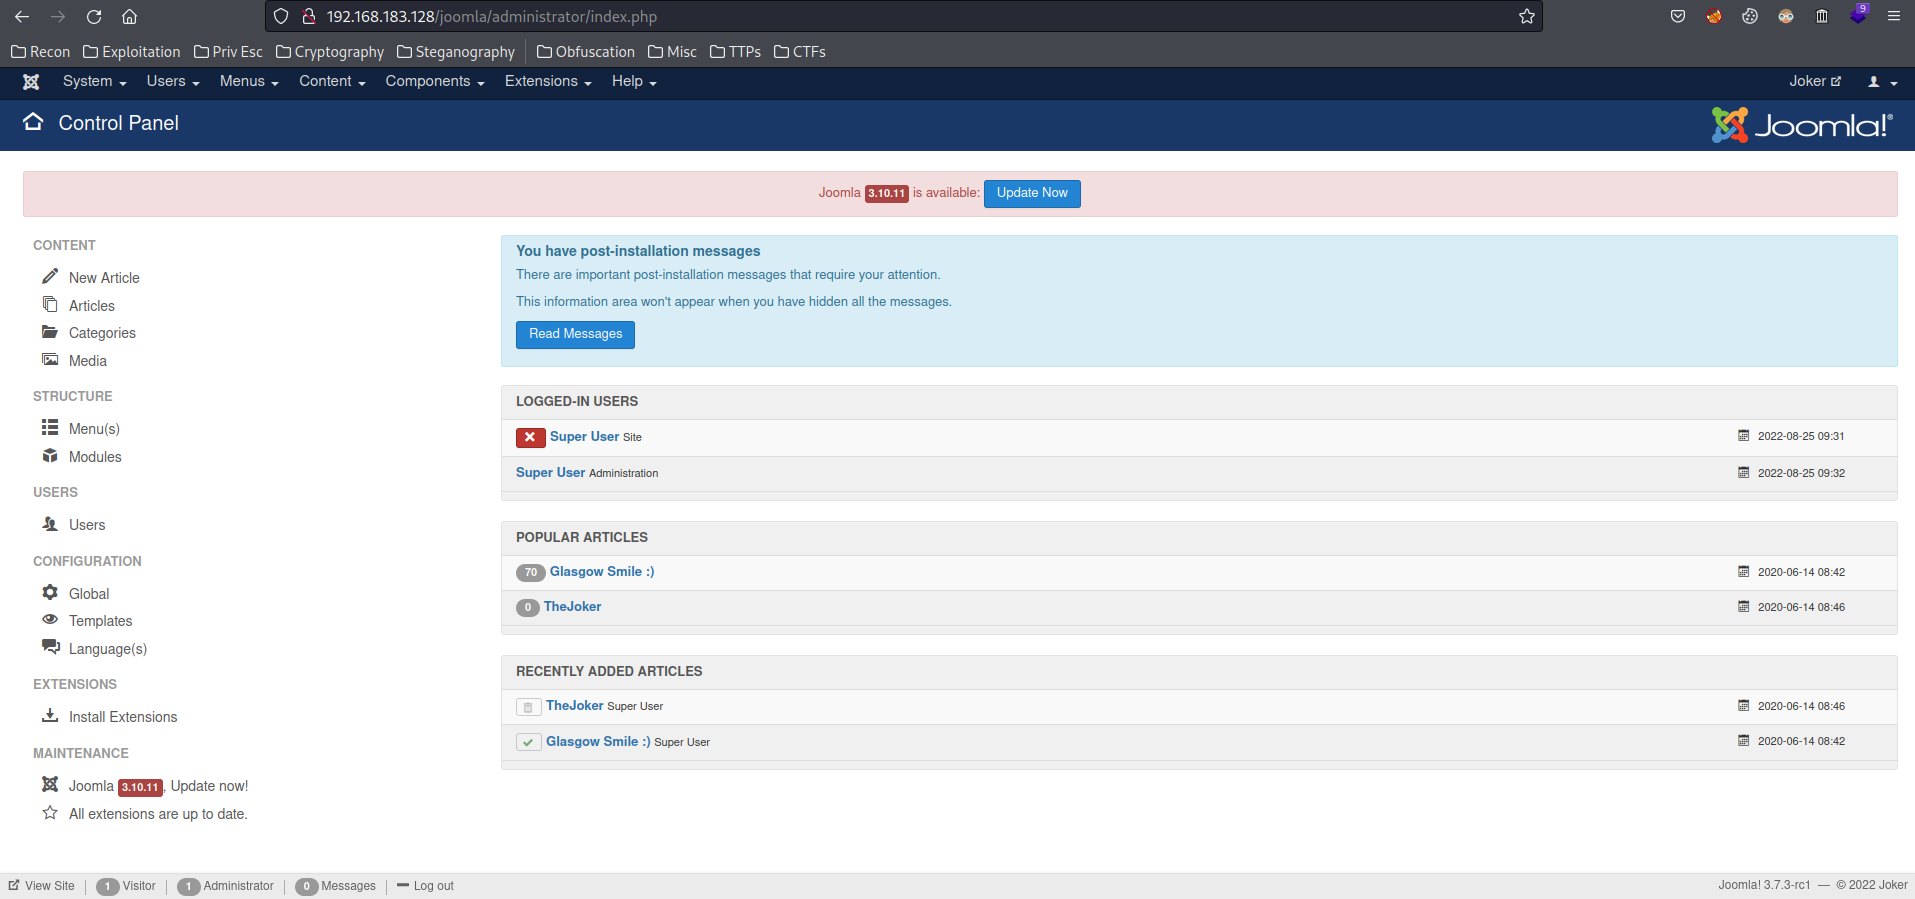 192.168.183.128/joomla/administrator/index.php
9
Recon Exploitation Priv Esc Cryptography Steganography Obfuscation Misc TTPs CTFs
System Users Menus Content Components Extensions Help Joker
Control Panel Joomla!®
Joomla 3.10.11 is available: Update Now
CONTENT
New Article
Articles
Categories
Media
STRUCTURE
Menu(s)
Modules
USERS
Users
CONFIGURATION
Global
Templates
Language(s)
EXTENSIONS
Install Extensions
MAINTENANCE
Joomla 3.10.11, Update now!
All extensions are up to date.
You have post-installation messages
There are important post-installation messages that require your attention.
This information area won't appear when you have hidden all the messages.
Read Messages
LOGGED-IN USERS
Super User Site 2022-08-25 09:31
Super User Administration 2022-08-25 09:32
POPULAR ARTICLES
70 Glasgow Smile :) 2020-06-14 08:42
0 TheJoker 2020-06-14 08:46
RECENTLY ADDED ARTICLES
TheJoker Super User 2020-06-14 08:46
Glasgow Smile :) Super User 2020-06-14 08:42
View Site 1 Visitor 1 Administrator 0 Messages Log out Joomla! 3.7.3-rc1 — © 2022 Joker